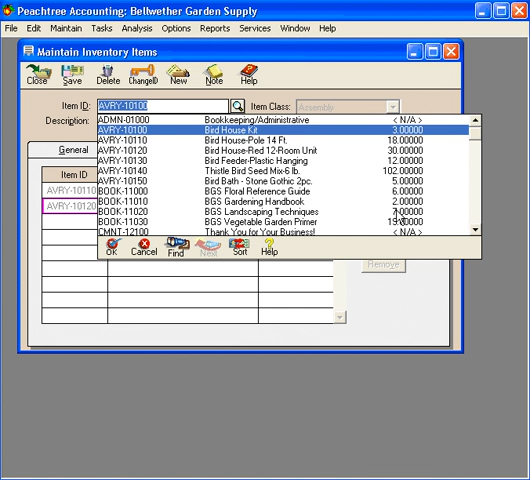 Peachtree Accounting: Bellwether Garden Supply
File Edit Maintain Tasks Analysis Options Reports Services Window Help
Maintain Inventory Items
Close Save Delete ChangeID New Note Help
Item ID: AVRY-10100 Item Class: Assembly
Description:
ADMN-01000 Bookkeeping/Administrative < N/A >
AVRY-10100 Bird House Kit 3.00000
AVRY-10110 Bird House-Pole 14 Ft. 18.00000
AVRY-10120 Bird House-Red 12-Room Unit 30.00000
AVRY-10130 Bird Feeder-Plastic Hanging 12.00000
AVRY-10140 Thistle Bird Seed Mix-6 lb. 102.00000
AVRY-10150 Bird Bath - Stone Gothic 2pc. 5.00000
BOOK-11000 BGS Floral Reference Guide 6.00000
BOOK-11010 BGS Gardening Handbook 2.00000
BOOK-11020 BGS Landscaping Techniques
BOOK-11030 BGS Vegetable Garden Primer
CMNT-12100 Thank You for Your Business! < N/A >
General
Item ID
AVRY-10110
AVRY-10120
OK Cancel Find Next Sort Help
Remove